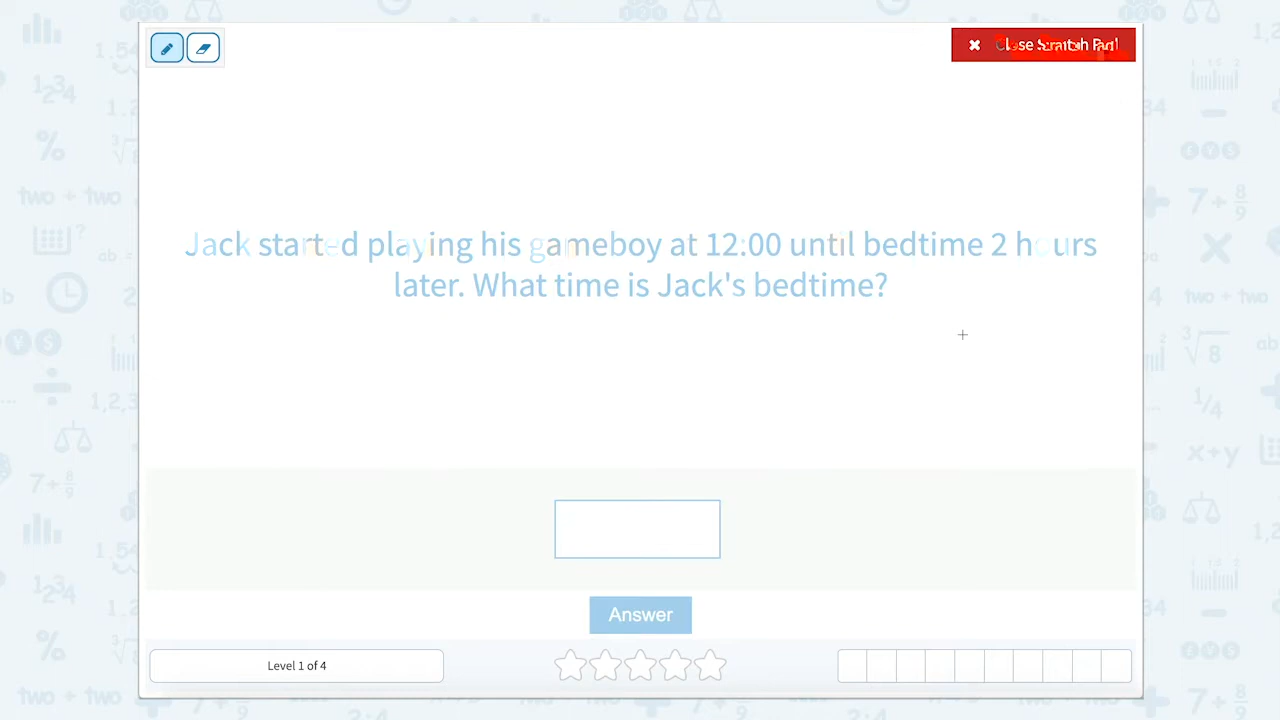 Close Scratch Pad
Jack started playing his gameboy at 12:00 until bedtime 2 hours
later. What time is Jack's bedtime?
Answer
Level 1 of 4